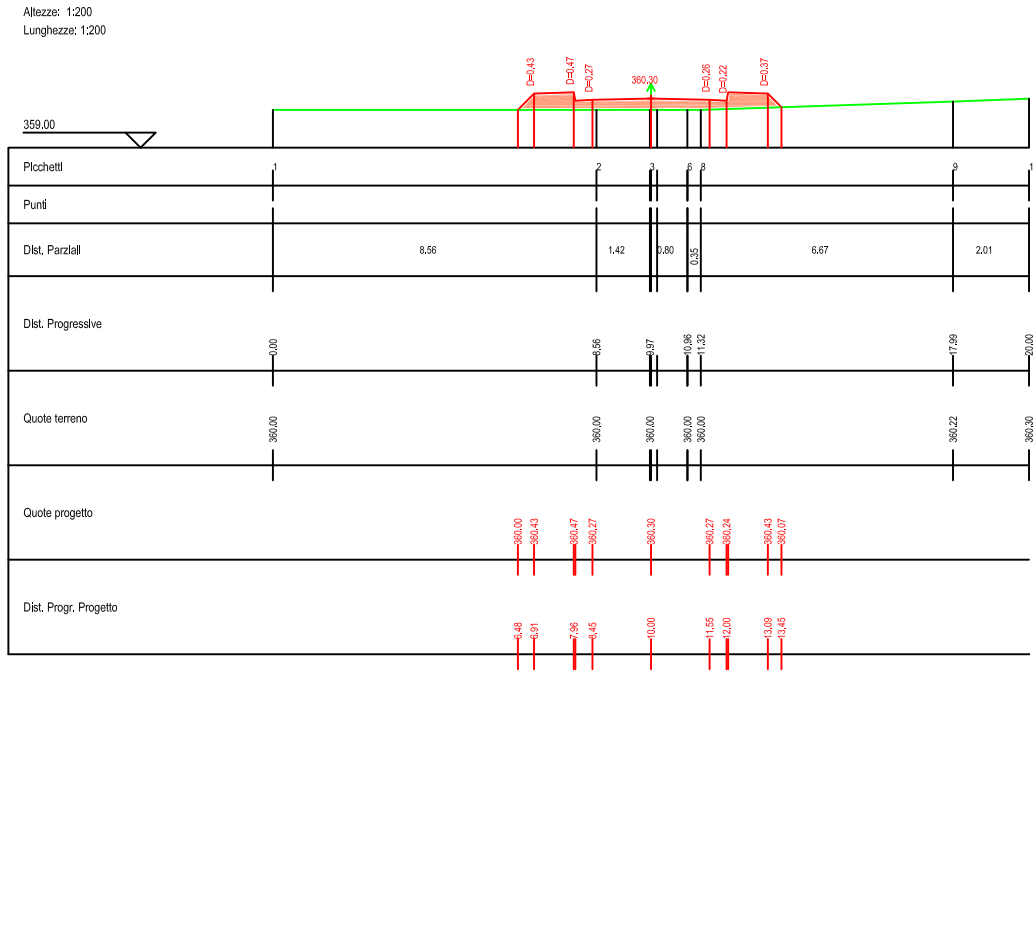 Altezze: 1:200
Lunghezze: 1:200
D=0.43
D=0.47
D=0.27
360.30
D=0.26
D=0.22
D=0.37
359.00
Picchetti 1 2 3 6 8 9 1
Punti
Dist. Parziali 8.56 1.42 0.80 0.35 6.67 2.01
Dist. Progressive 0.00 8.56 9.97 10.96 11.32 17.99 20.00
Quote terreno 360.00 360.00 360.00 360.00 360.00 360.22 360.30
Quote progetto 360.00 360.43 360.47 360.27 360.30 360.27 360.24 360.43 360.07
Dist. Progr. Progetto 6.48 6.91 7.96 8.45 10.00 11.55 12.00 13.09 13.45